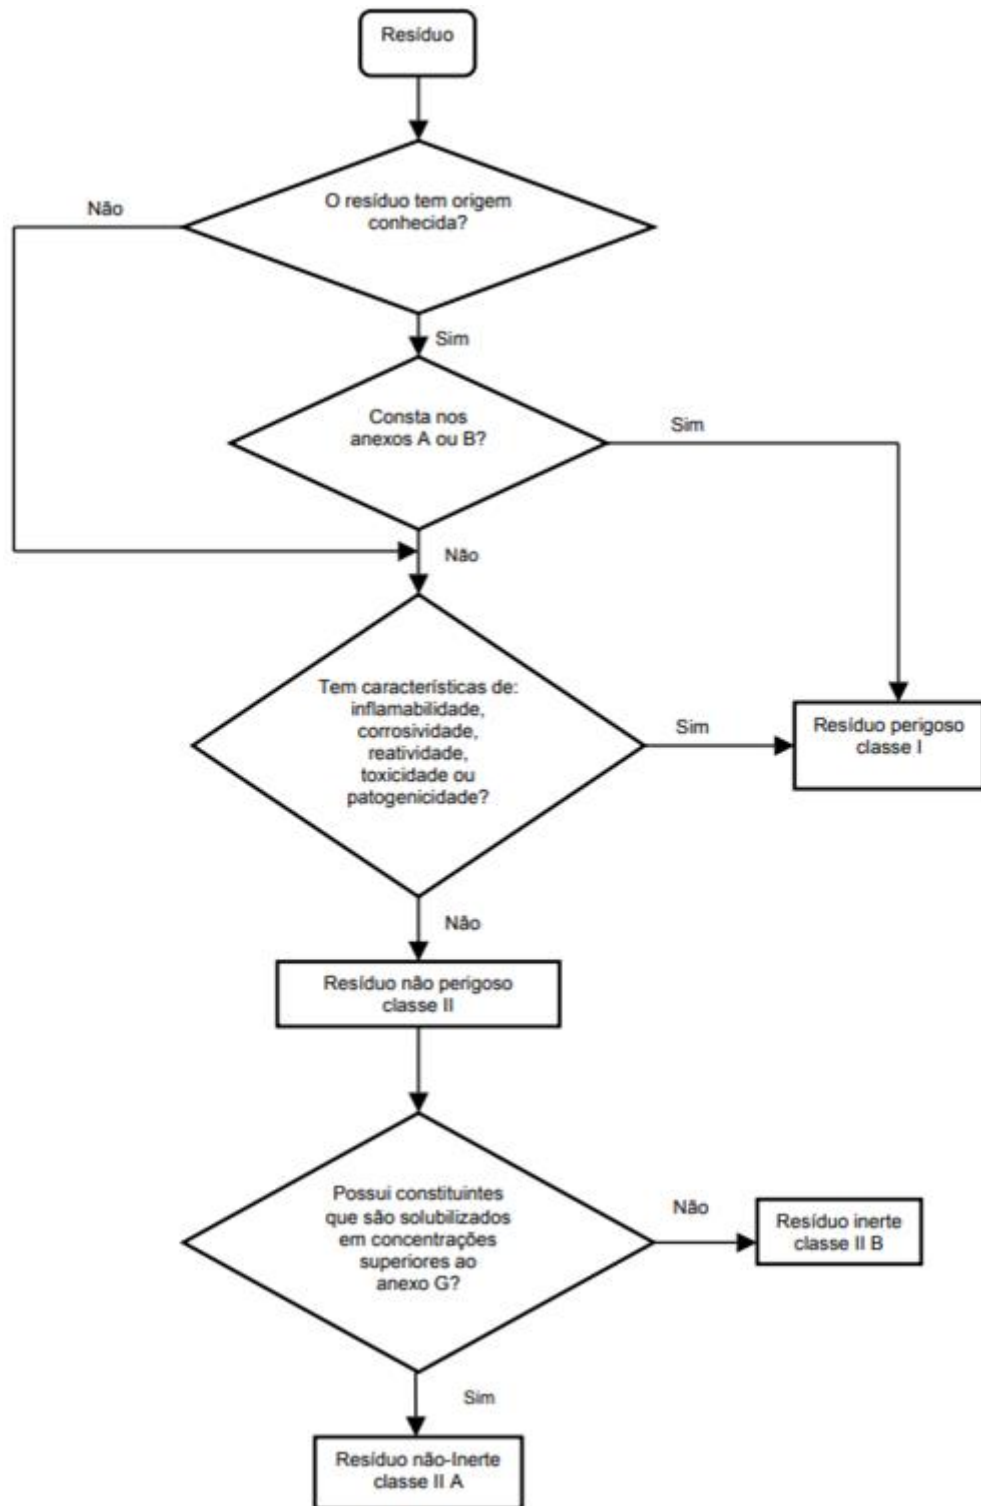 Resíduo
O resíduo tem origem
conhecida?
Não
Sim
Consta nos
anexos A ou B?
Sim
Não
Tem características de:
inflamabilidade,
corrosividade,
reatividade,
toxicidade ou
patogenicidade?
Sim
Resíduo perigoso
classe I
Não
Resíduo não perigoso
classe II
Possui constituintes
que são solubilizados
em concentrações
superiores ao
anexo G?
Não
Resíduo inerte
classe II B
Sim
Resíduo não-Inerte
classe II A